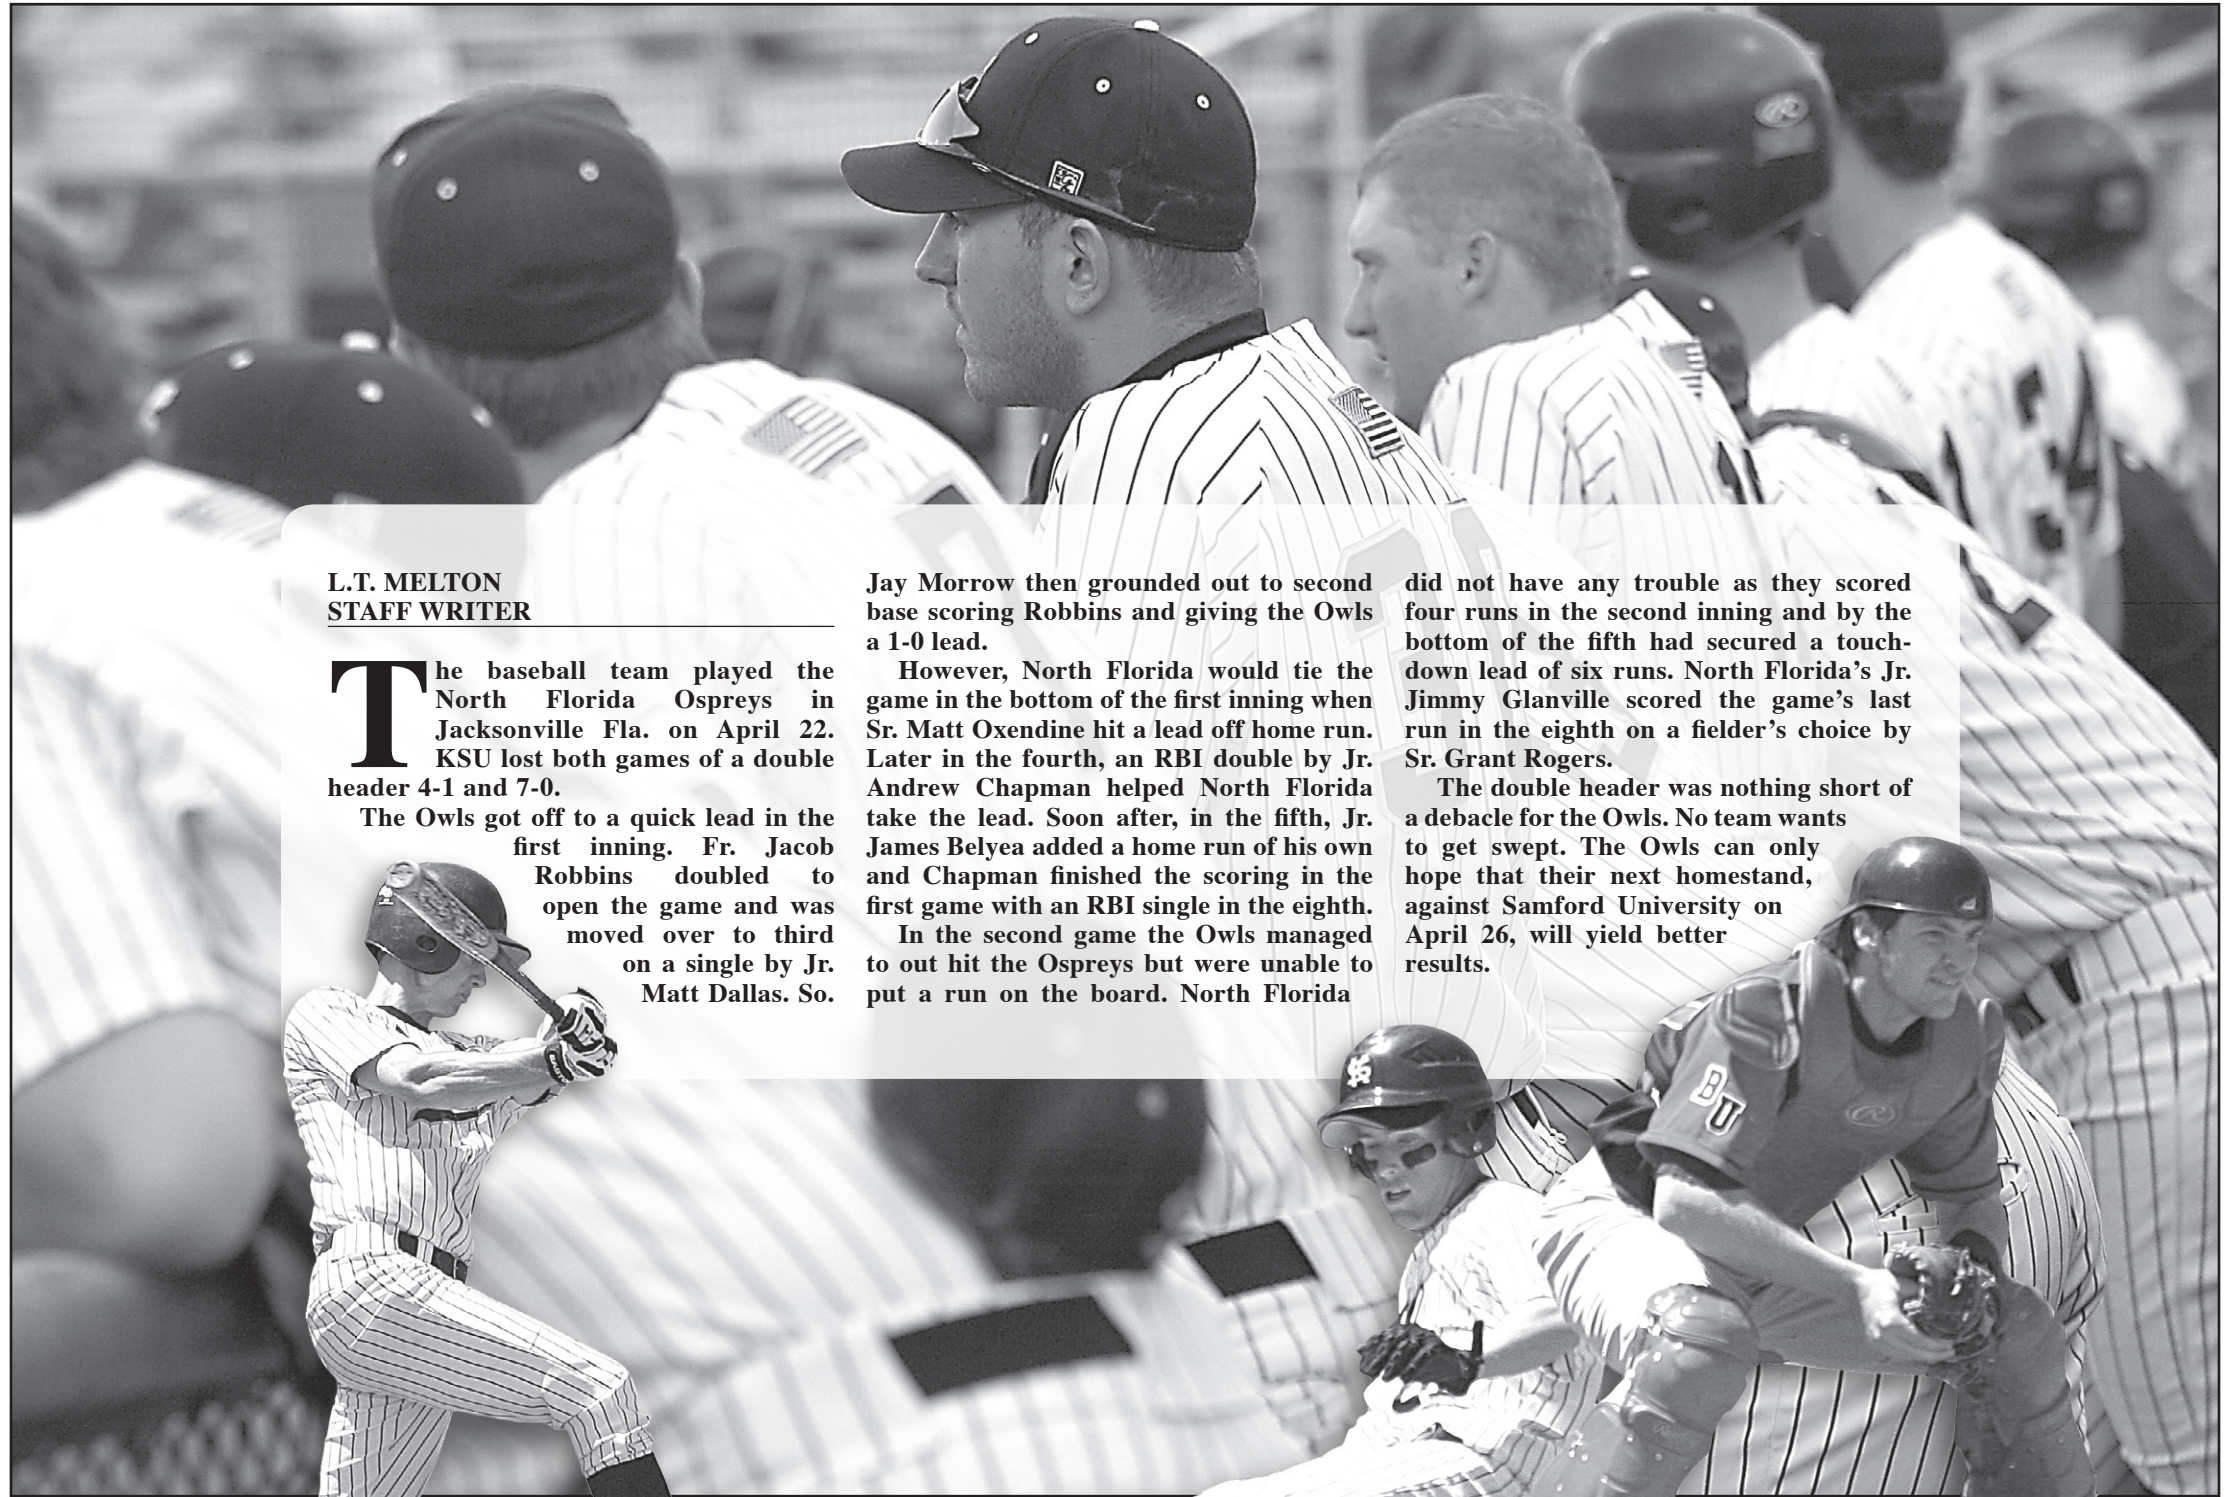 L.T. MELTON
STAFF WRITER
The baseball team played the
North Florida Ospreys in
Jacksonville Fla. on April 22.
KSU lost both games of a double
header 4-1 and 7-0.
The Owls got off to a quick lead in the
first inning. Fr. Jacob
Robbins doubled to
open the game and was
moved over to third
on a single by Jr.
Matt Dallas. So.
Jay Morrow then grounded out to second
base scoring Robbins and giving the Owls
a 1-0 lead.
However, North Florida would tie the
game in the bottom of the first inning when
Sr. Matt Oxendine hit a lead off home run.
Later in the fourth, an RBI double by Jr.
Andrew Chapman helped North Florida
take the lead. Soon after, in the fifth, Jr.
James Belyea added a home run of his own
and Chapman finished the scoring in the
first game with an RBI single in the eighth.
In the second game the Owls managed
to out hit the Ospreys but were unable to
put a run on the board. North Florida
did not have any trouble as they scored
four runs in the second inning and by the
bottom of the fifth had secured a touch-
down lead of six runs. North Florida's Jr.
Jimmy Glanville scored the game's last
run in the eighth on a fielder's choice by
Sr. Grant Rogers.
The double header was nothing short of
a debacle for the Owls. No team wants
to get swept. The Owls can only
hope that their next homestand,
against Samford University on
April 26, will yield better
results.
KS
BU